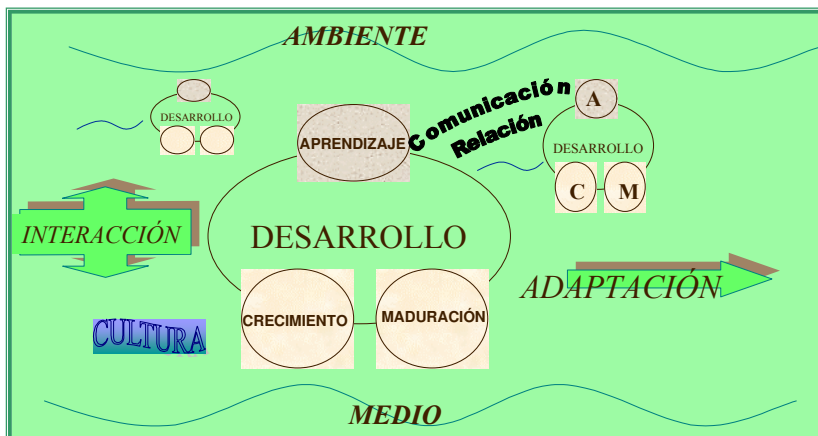 AMBIENTE
Comunicación
Relación
A
DESARROLLO
APRENDIZAJE
DESARROLLO
C M
INTERACCIÓN
DESARROLLO
ADAPTACIÓN
CRECIMIENTO
MADURACIÓN
CULTURA
MEDIO